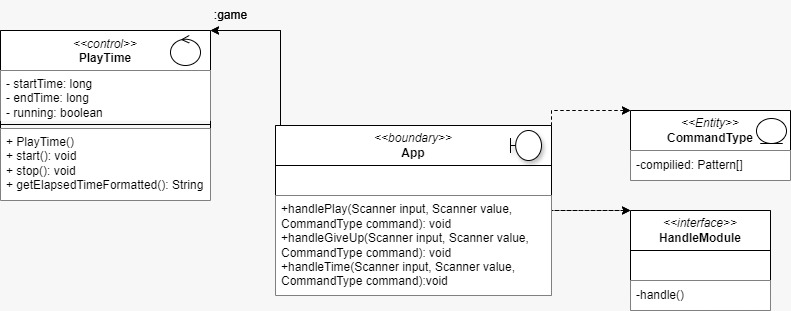 :game
<<control>>
PlayTime
- startTime: long
- endTime: long
- running: boolean
+ PlayTime()
+ start(): void
+ stop(): void
+ getElapsedTimeFormatted(): String
<<boundary>>
App
+handlePlay(Scanner input, Scanner value,
CommandType command): void
+handleGiveUp(Scanner input, Scanner value,
CommandType command): void
+handleTime(Scanner input, Scanner value,
CommandType command):void
<<Entity>>
CommandType
-compilied: Pattern[]
<<interface>>
HandleModule
-handle()